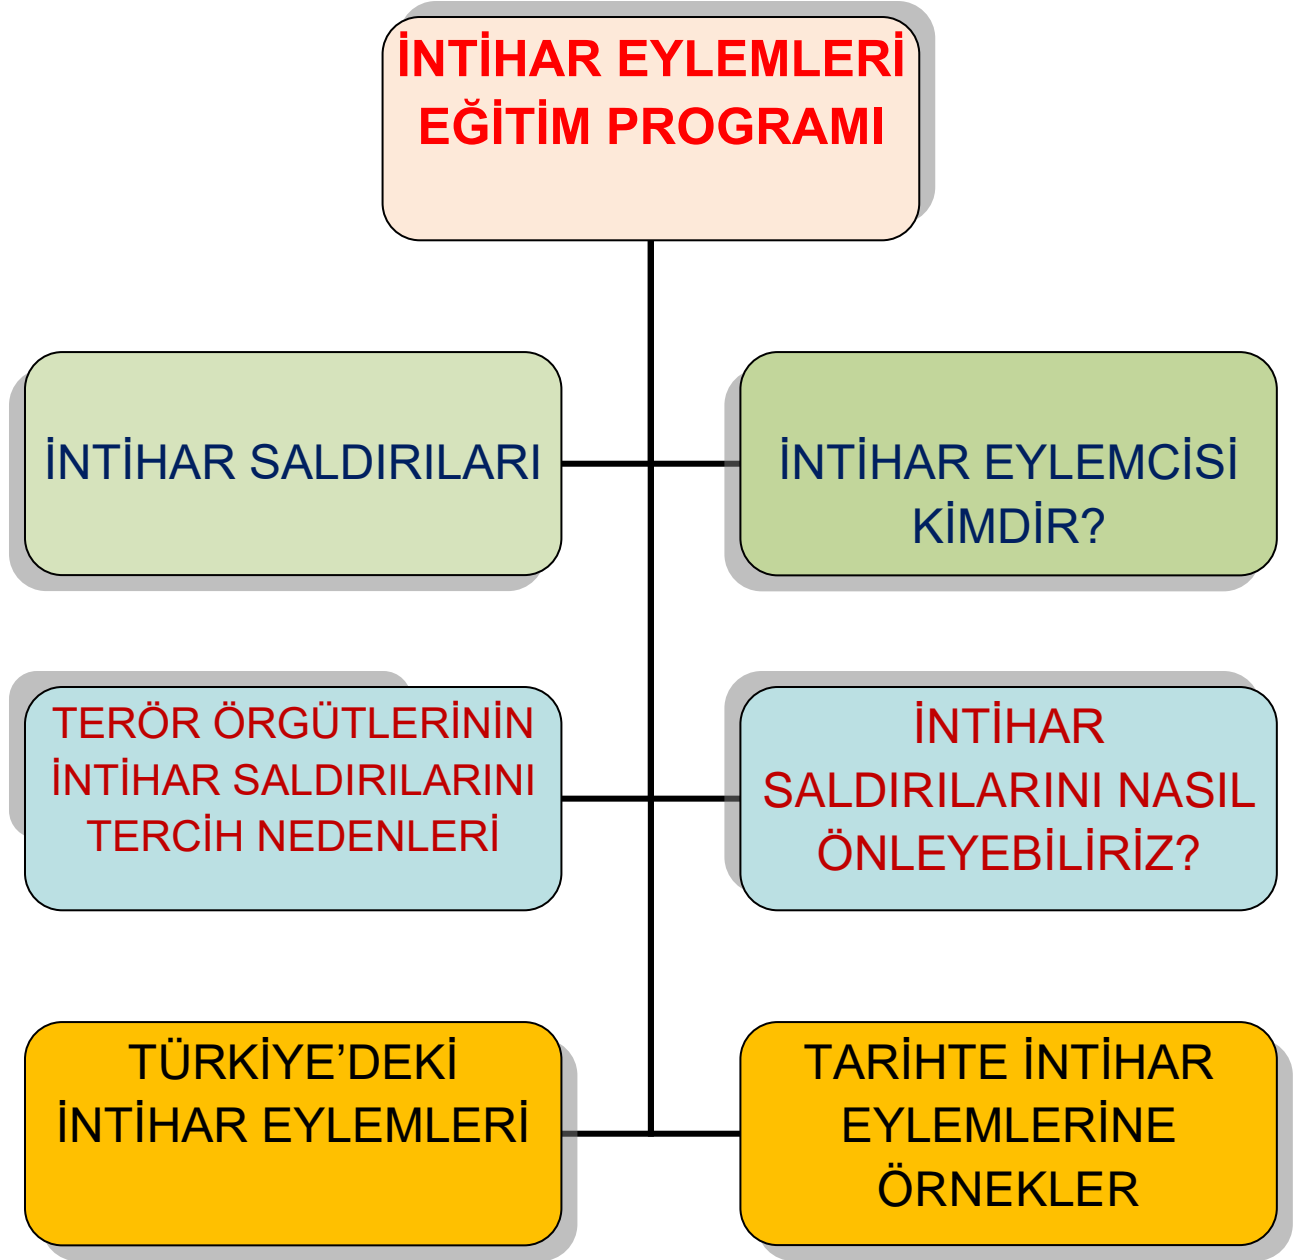 İNTİHAR EYLEMLERİ
EĞİTİM PROGRAMI
İNTİHAR SALDIRILARI
İNTİHAR EYLEMCİSİ
KİMDİR?
TERÖR ÖRGÜTLERİNİN
İNTİHAR SALDIRILARINI
TERCİH NEDENLERİ
İNTİHAR
SALDIRILARINI NASIL
ÖNLEYEBİLİRİZ?
TÜRKİYE’DEKİ
İNTİHAR EYLEMLERİ
TARİHTE İNTİHAR
EYLEMLERİNE
ÖRNEKLER